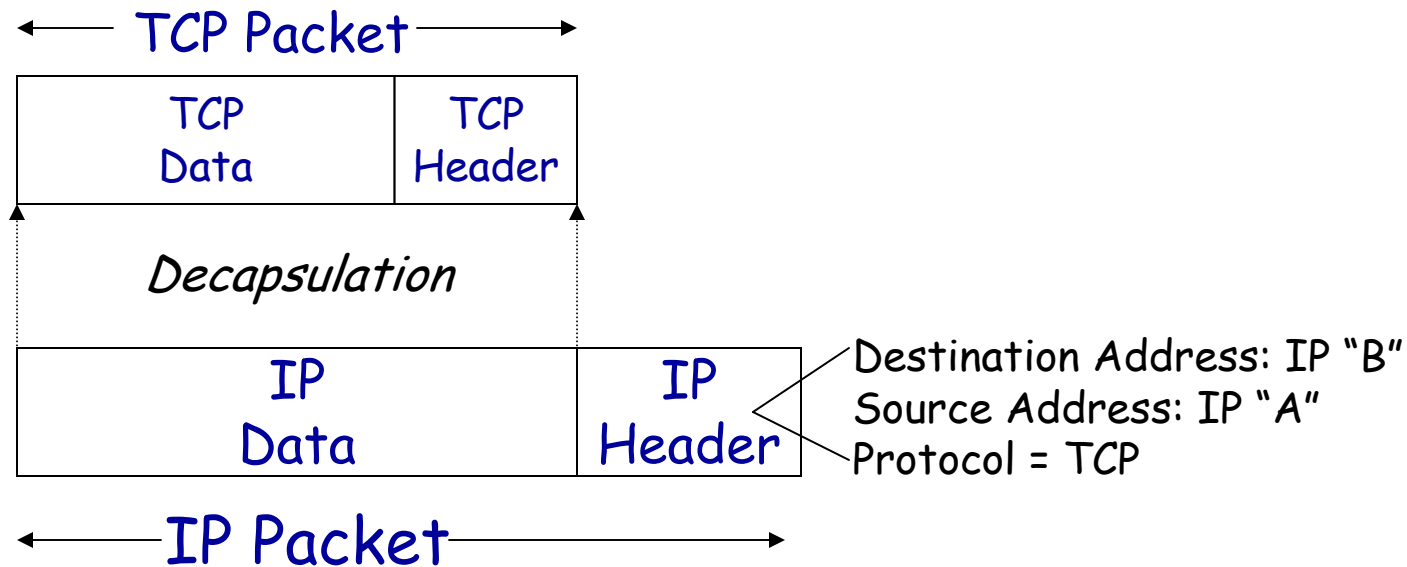 TCP Packet
TCP
Data
TCP
Header
Decapsulation
IP
Data
IP
Header
Destination Address: IP “B”
Source Address: IP “A”
Protocol = TCP
IP Packet